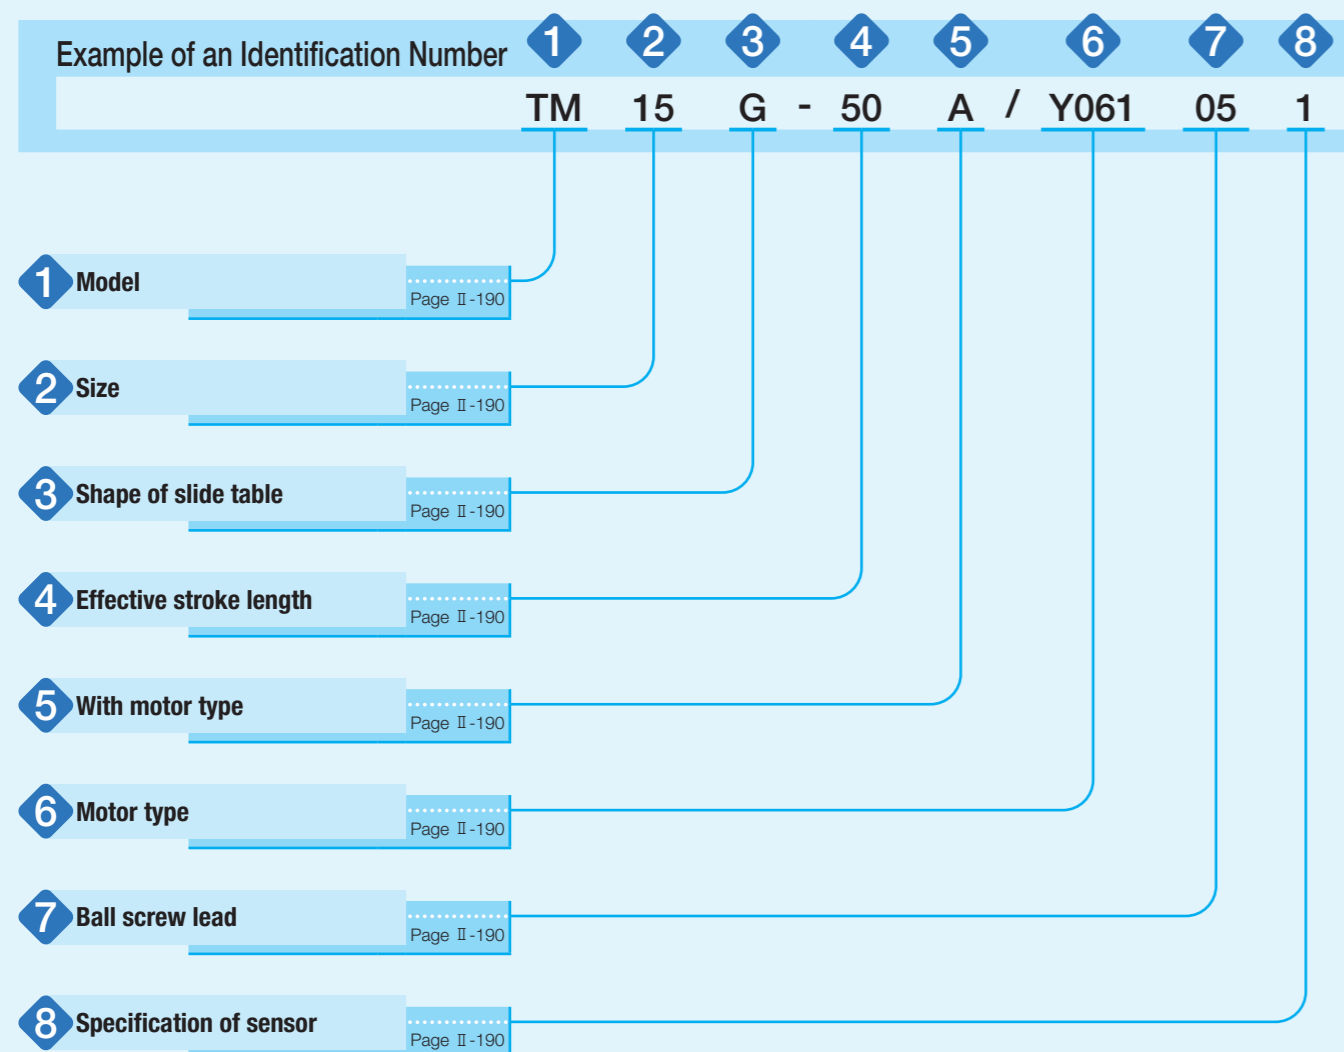 Example of an Identification Number 1 2 3 4 5 6 7 8
TM 15 G - 50 A / Y061 05 1
1 Model
Page Ⅱ-190
2 Size
Page Ⅱ-190
3 Shape of slide table
Page Ⅱ-190
4 Effective stroke length
Page Ⅱ-190
5 With motor type
Page Ⅱ-190
6 Motor type
Page Ⅱ-190
7 Ball screw lead
Page Ⅱ-190
8 Specification of sensor
Page Ⅱ-190